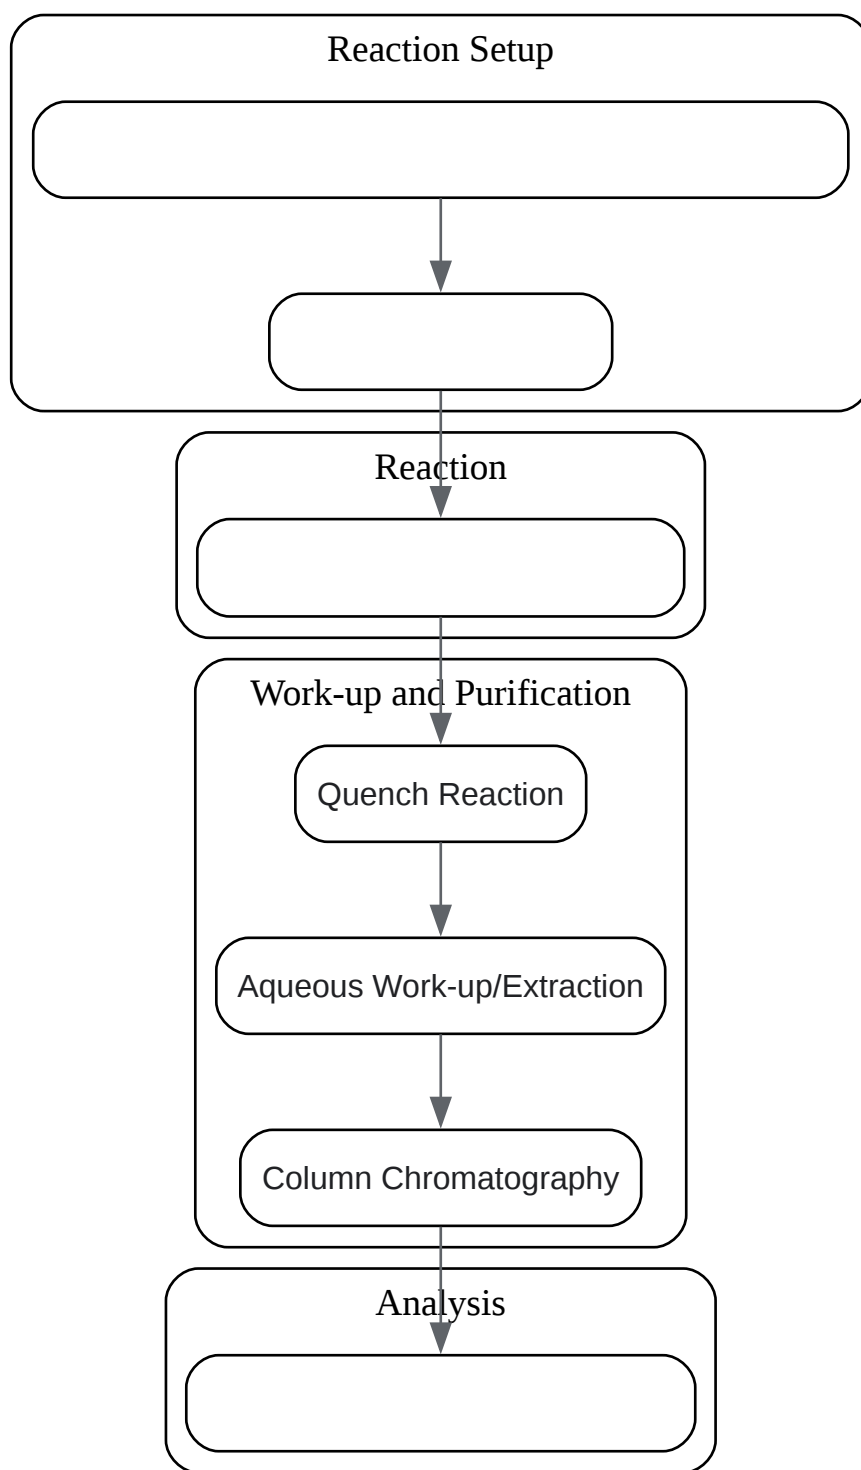 Reaction Setup
Reaction
Work-up and Purification
Quench Reaction
Aqueous Work-up/Extraction
Column Chromatography
Analysis